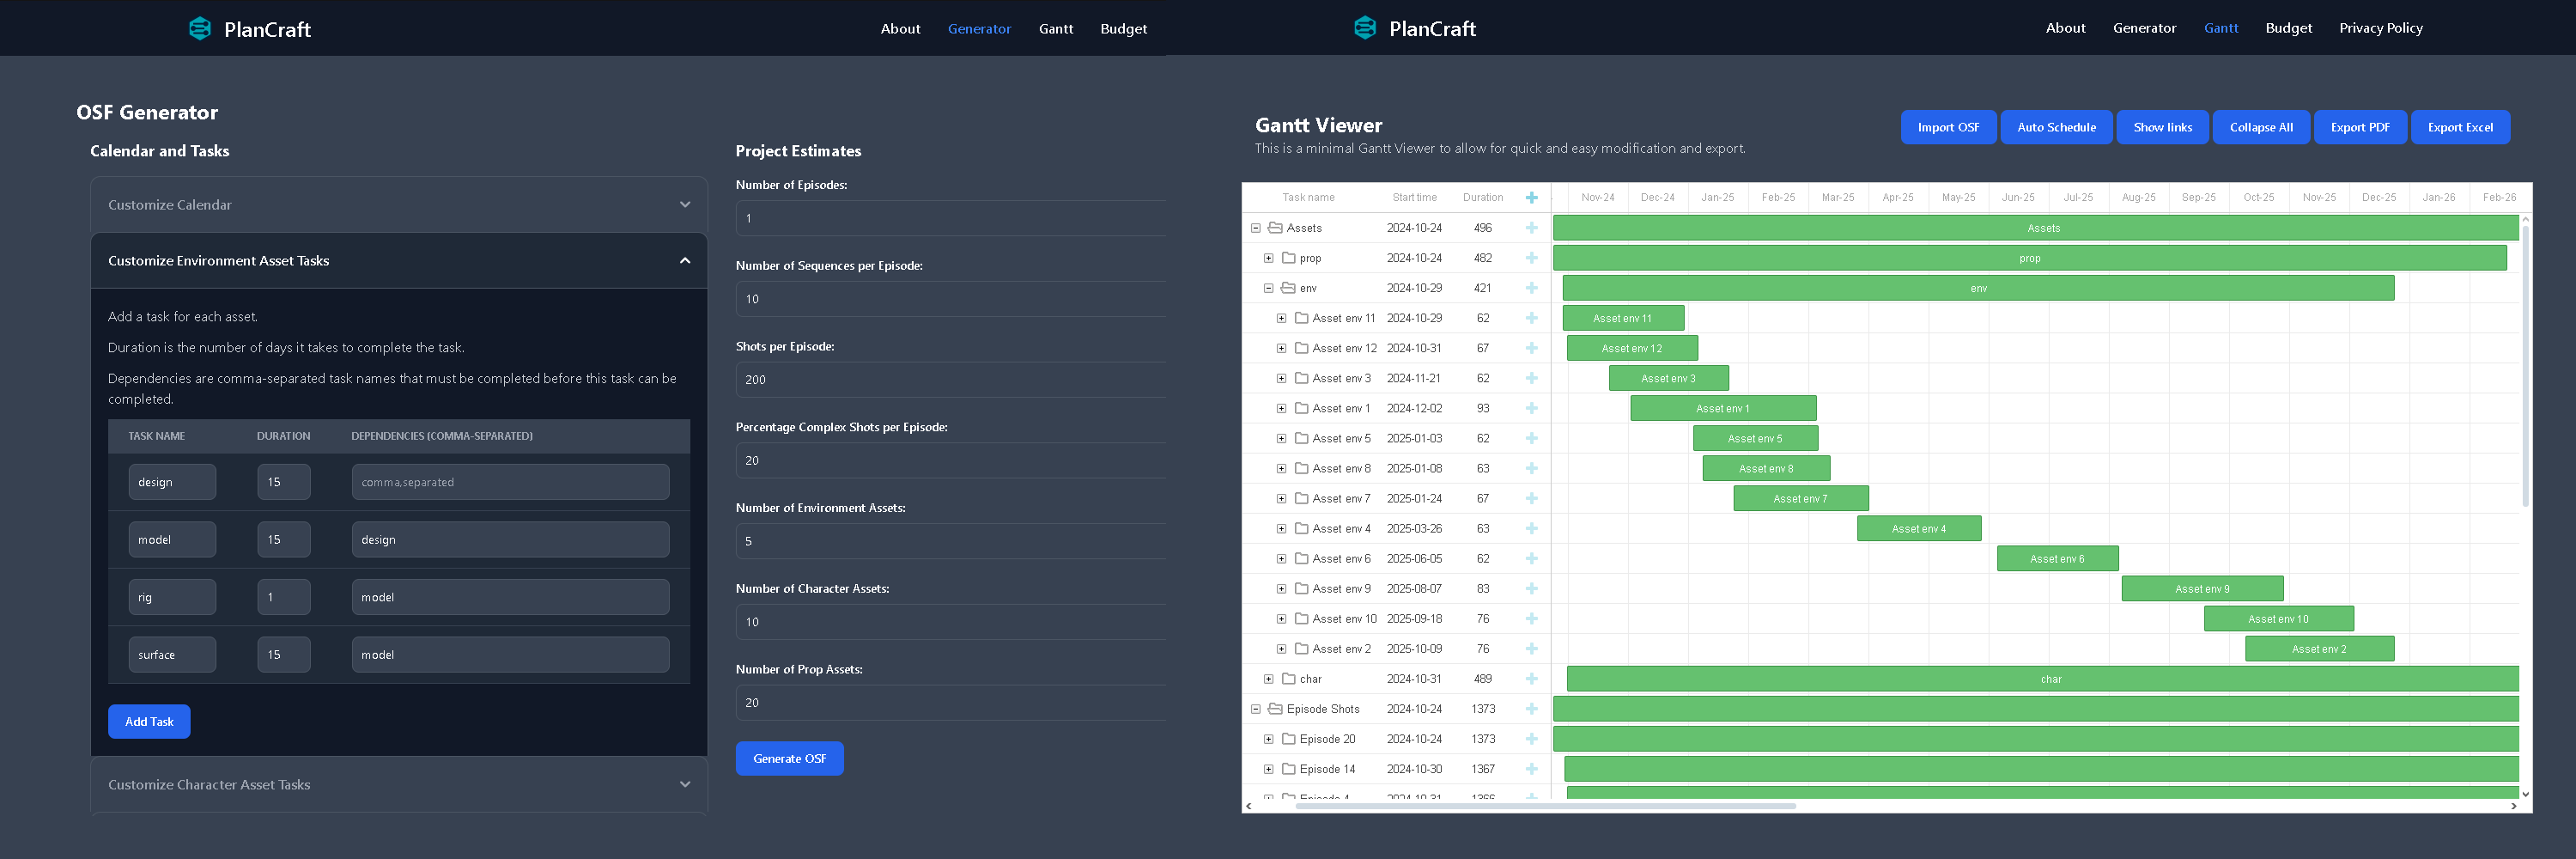 PlanCraft
About Generator Gantt Budget
OSF Generator
Calendar and Tasks
Customize Calendar
Customize Environment Asset Tasks
Add a task for each asset.
Duration is the number of days it takes to complete the task.
Dependencies are comma-separated task names that must be completed before this task can be
completed.
TASK NAME DURATION DEPENDENCIES (COMMA-SEPARATED)
design 15 comma,separated
model 15 design
rig 1 model
surface 15 model
Add Task
Customize Character Asset Tasks
Project Estimates
Number of Episodes:
1
Number of Sequences per Episode:
10
Shots per Episode:
200
Percentage Complex Shots per Episode:
20
Number of Environment Assets:
5
Number of Character Assets:
10
Number of Prop Assets:
20
Generate OSF
PlanCraft
About Generator Gantt Budget Privacy Policy
Gantt Viewer
This is a minimal Gantt Viewer to allow for quick and easy modification and export.
Import OSF Auto Schedule Show links Collapse All Export PDF Export Excel
Task name Start time Duration Nov-24 Dec-24 Jan-25 Feb-25 Mar-25 Apr-25 May-25 Jun-25 Jul-25 Aug-25 Sep-25 Oct-25 Nov-25 Dec-25 Jan-26 Feb-26
Assets 2024-10-24 496 Assets
prop 2024-10-24 482 prop
env 2024-10-29 421 env
Asset env 11 2024-10-29 62 Asset env 11
Asset env 12 2024-10-31 67 Asset env 12
Asset env 3 2024-11-21 62 Asset env 3
Asset env 1 2024-12-02 93 Asset env 1
Asset env 5 2025-01-03 62 Asset env 5
Asset env 8 2025-01-08 63 Asset env 8
Asset env 7 2025-01-24 67 Asset env 7
Asset env 4 2025-03-26 63 Asset env 4
Asset env 6 2025-06-05 62 Asset env 6
Asset env 9 2025-08-07 83 Asset env 9
Asset env 10 2025-09-18 76 Asset env 10
Asset env 2 2025-10-09 76 Asset env 2
char 2024-10-31 489 char
Episode Shots 2024-10-24 1373
Episode 20 2024-10-24 1373
Episode 14 2024-10-30 1367
Episode 4 2024-10-31 1366